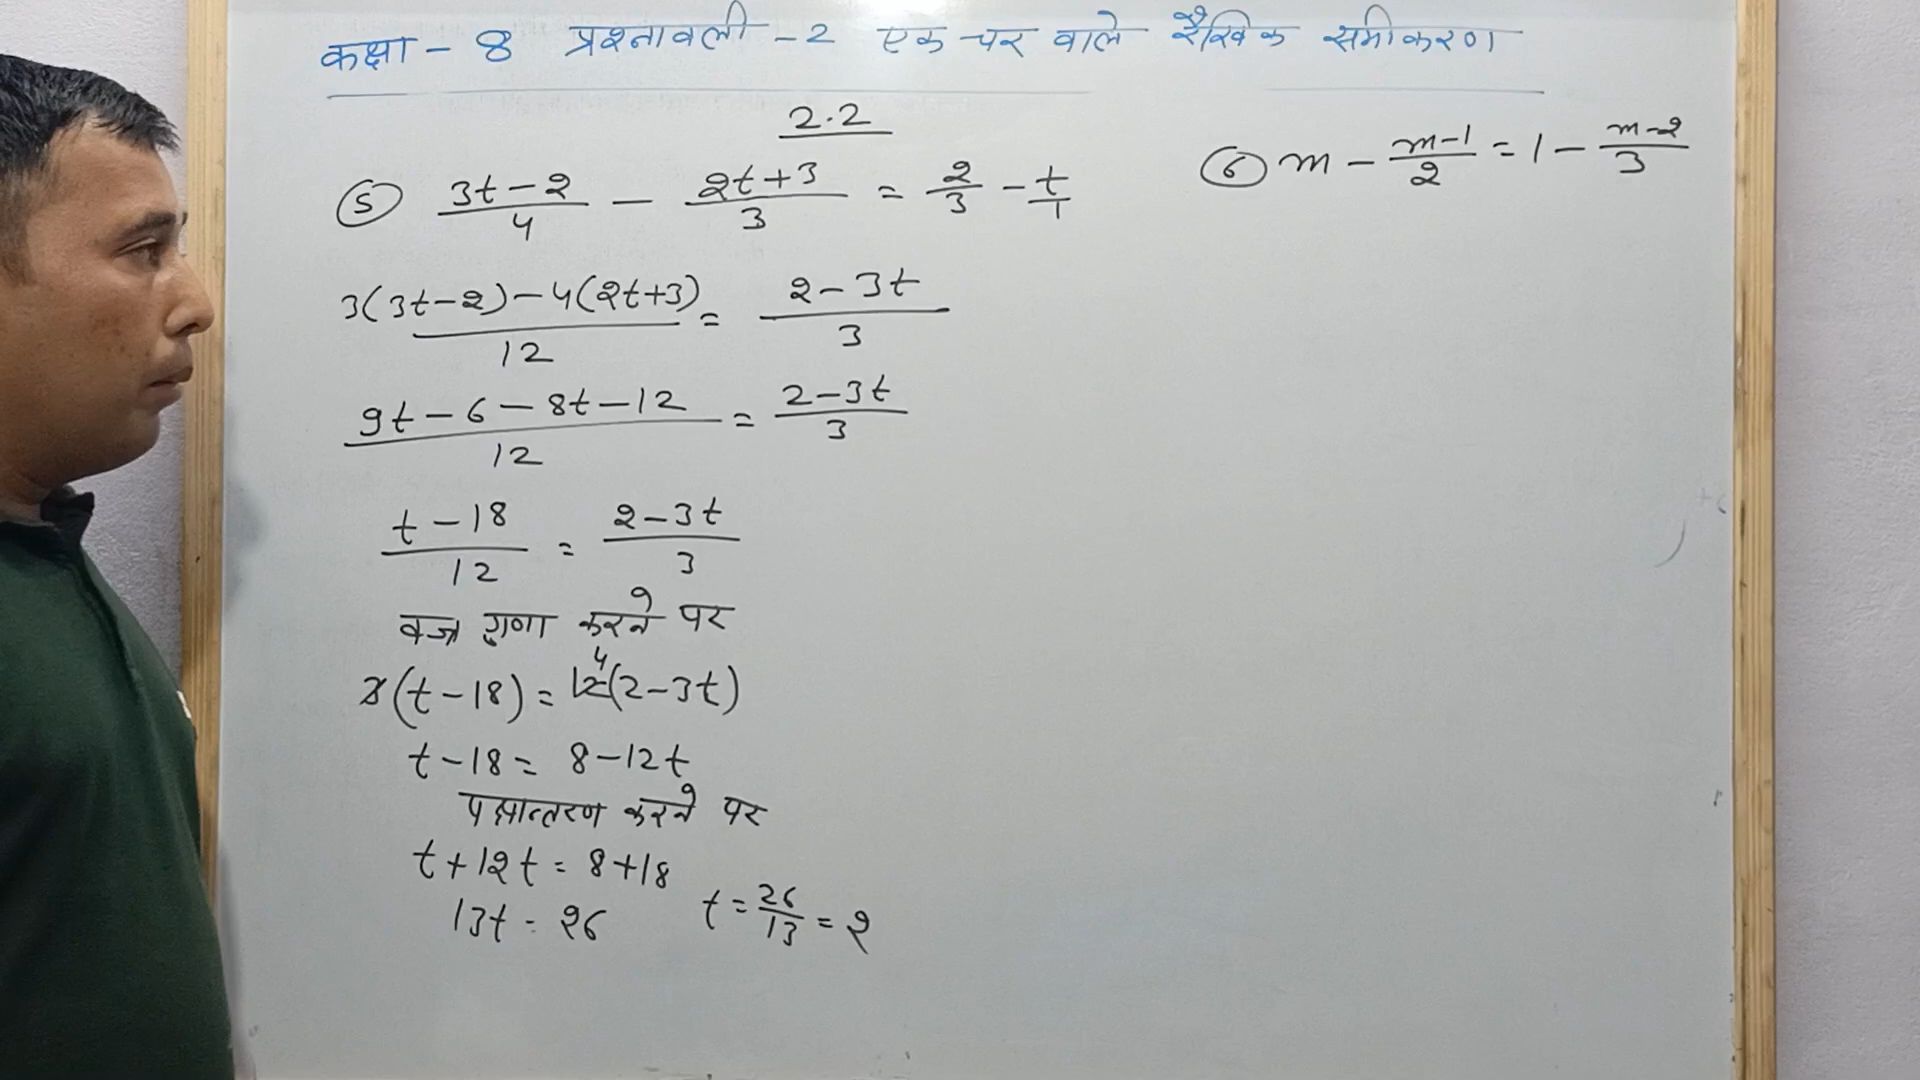 कक्षा - 8 प्रश्नावली - 2 एक चर वाले रैखिक समीकरण
2.2
⑤ (3t-2)/4 - (2t+3)/3 = 2/3 - t/1
(3(3t-2)-4(2t+3))/12 = (2-3t)/3
(9t-6-8t-12)/12 = (2-3t)/3
(t-18)/12 = (2-3t)/3
वज्र गुणा करने पर
3(t-18) = 12(2-3t)
4
t-18 = 8-12t
पक्षान्तरण करने पर
t+12t = 8+18
13t = 26 t = 26/13 = 2
⑥ m - (m-1)/2 = 1 - (m-2)/3